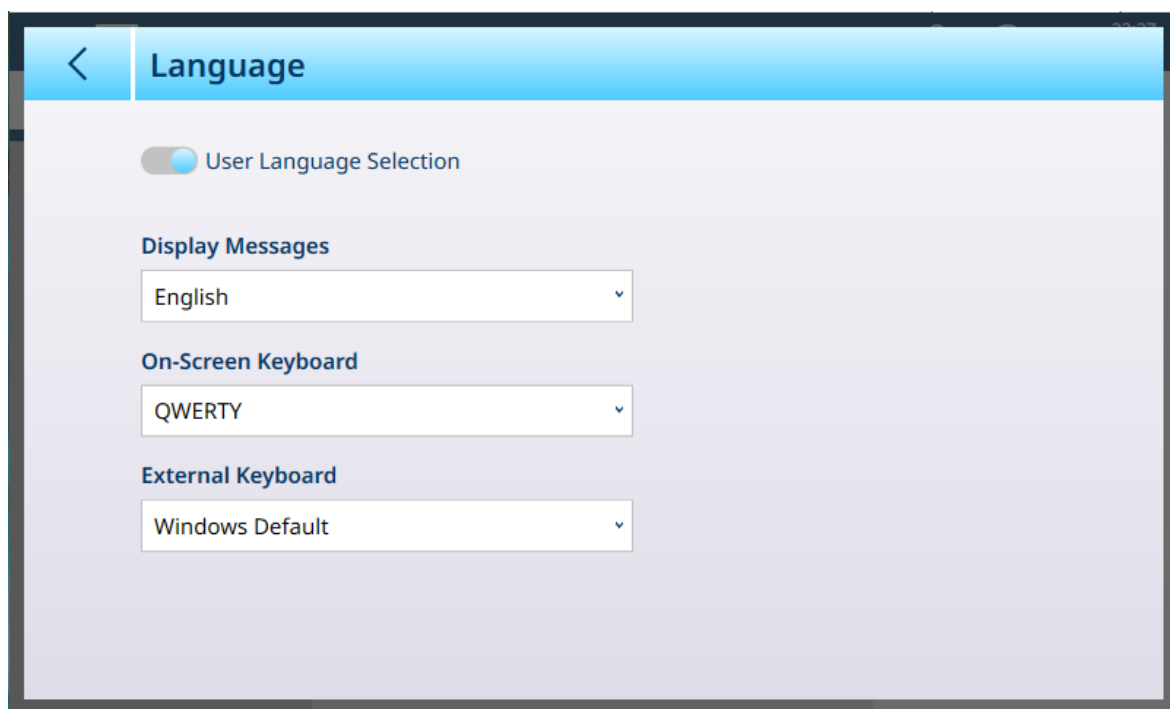 Language
User Language Selection
Display Messages
English
On-Screen Keyboard
QWERTY
External Keyboard
Windows Default